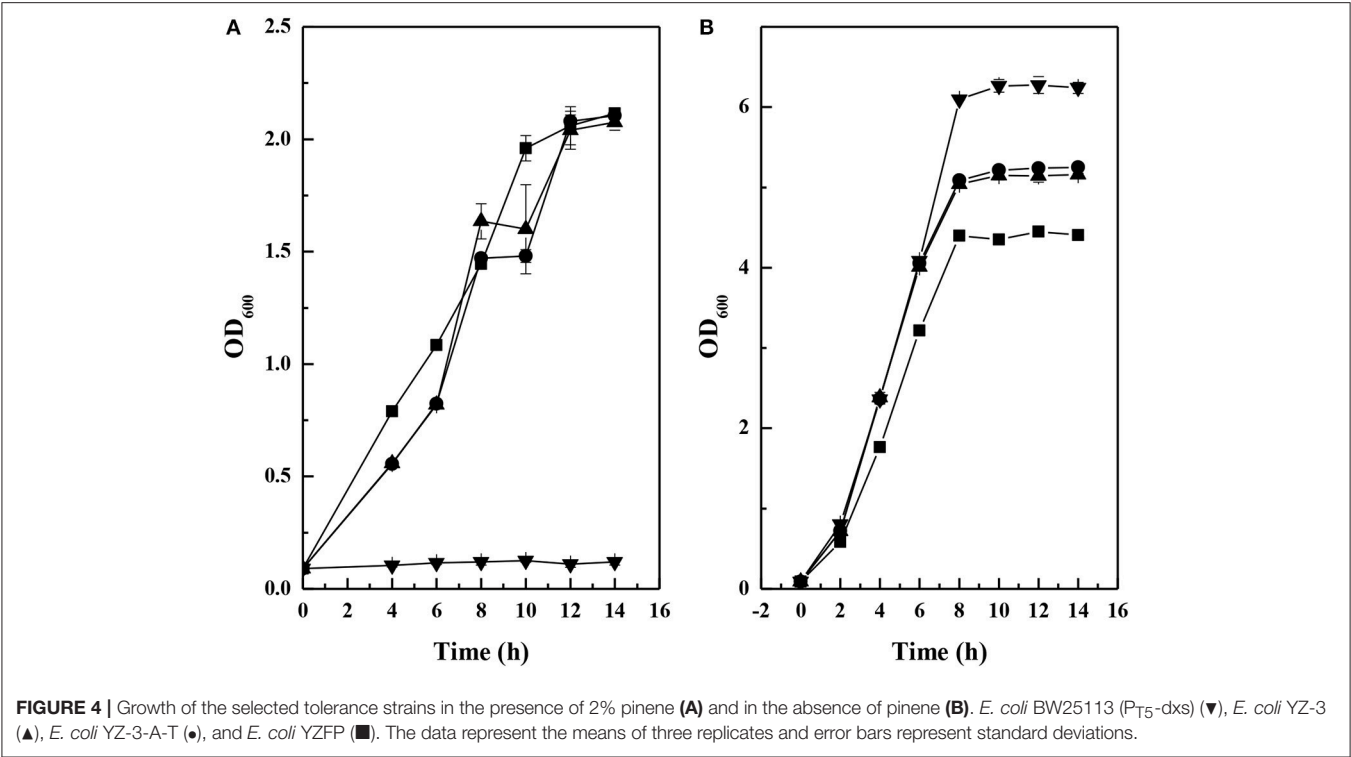 A
2.5
2.0
1.5
1.0
0.5
0.0
OD600
0 2 4 6 8 10 12 14 16
Time (h)
B
6
4
2
0
OD600
-2 0 2 4 6 8 10 12 14 16
Time (h)
FIGURE 4 | Growth of the selected tolerance strains in the presence of 2% pinene (A) and in the absence of pinene (B). E. coli BW25113 (PT5-dxs) (▼), E. coli YZ-3
(▲), E. coli YZ-3-A-T (●), and E. coli YZFP (■). The data represent the means of three replicates and error bars represent standard deviations.